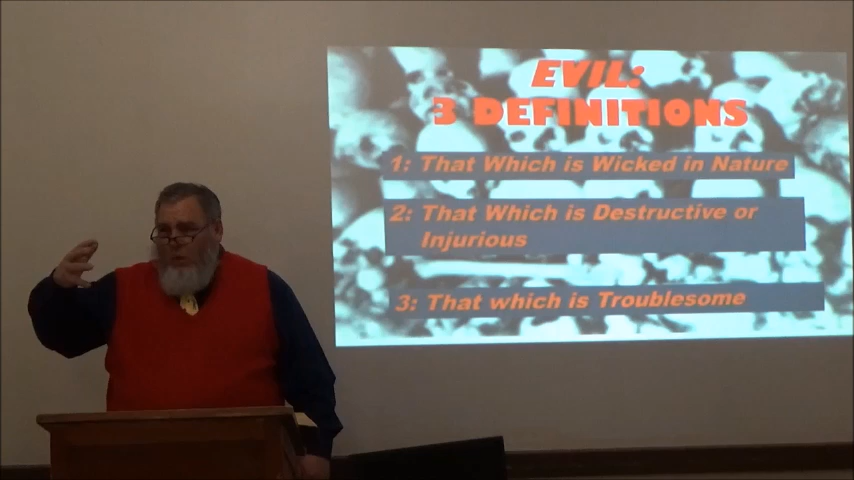 EVIL:
3 DEFINITIONS
1: That Which is Wicked in Nature
2: That Which is Destructive or
Injurious
3: That which is Troublesome